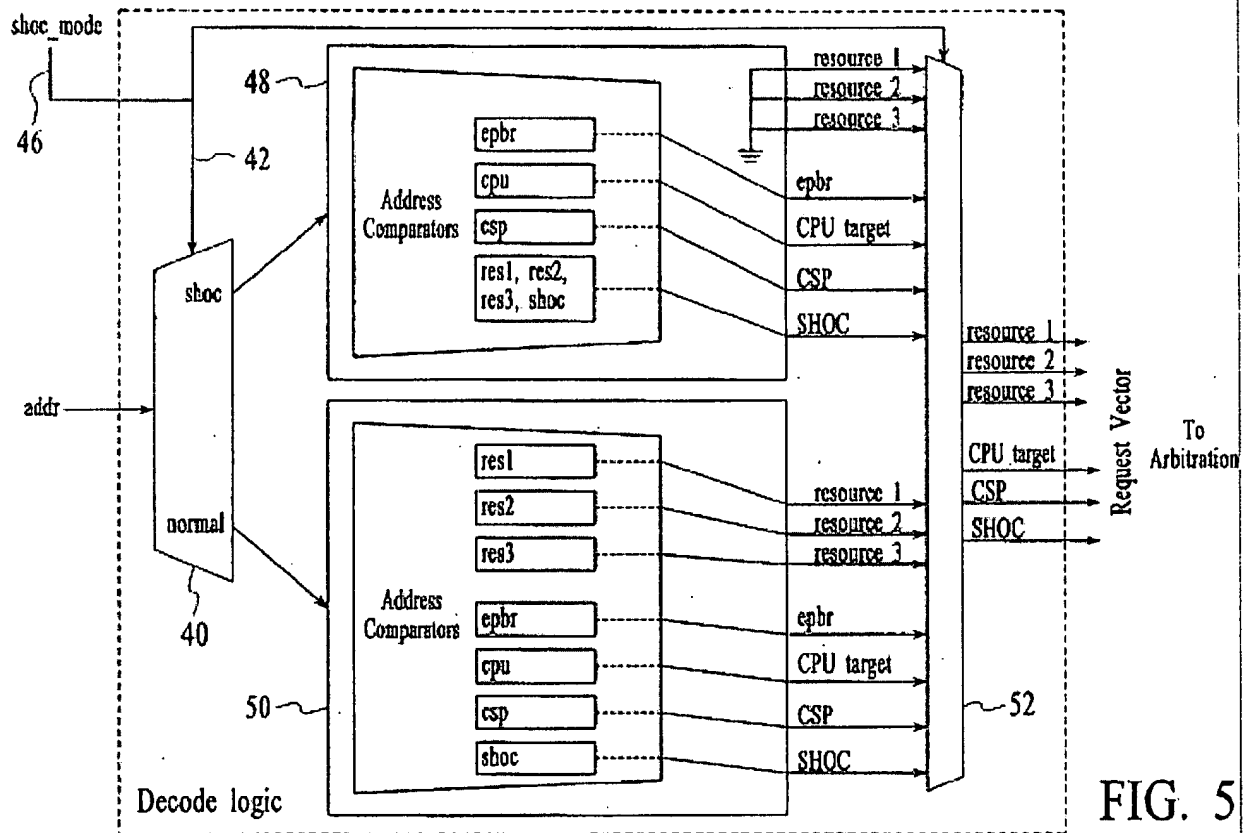 shoc_mode
46
42
48
Address
Comparators
epbr
cpu
csp
res1, res2,
res3, shoc
resource 1
resource 2
resource 3
epbr
CPU target
CSP
SHOC
addr
shoc
normal
40
50
Address
Comparators
res1
res2
res3
epbr
cpu
csp
shoc
resource 1
resource 2
resource 3
epbr
CPU target
CSP
SHOC
52
resource 1
resource 2
resource 3
CPU target
CSP
SHOC
Request Vector
To
Arbitration
Decode logic
FIG. 5